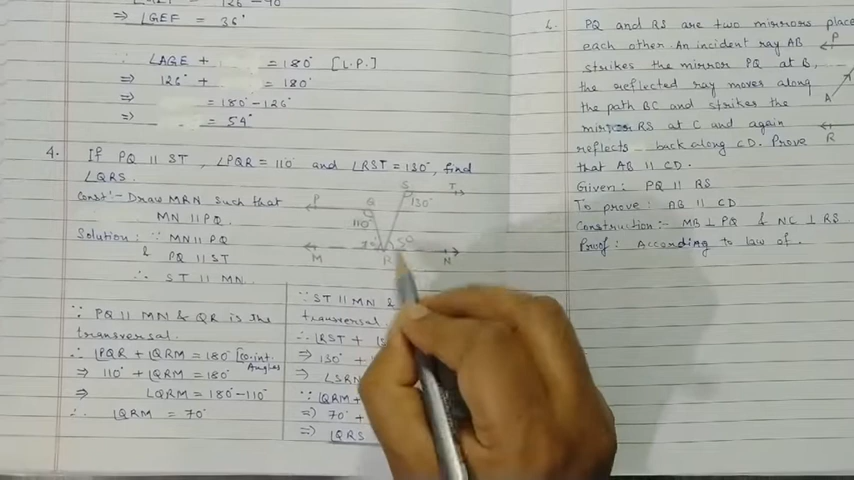 ⇒ ∠GEF = 36°
∵ ∠AGE + = 180° [L.P.]
⇒ 126° + = 180°
⇒ = 180° - 126°
⇒ = 54°
4. If PQ || ST , ∠PQR = 110° and ∠RST = 130°, find
∠QRS.
Const:- Draw MRN such that
MN || PQ.
Solution: ∵ MN || PQ
& PQ || ST
∴ ST || MN.
P
Q
S
T
110°
130°
M
R
N
∵ PQ || MN & QR is the
transversal.
∴ ∠PQR + ∠QRM = 180° [co.int. Angles
⇒ 110° + ∠QRM = 180°
⇒ ∠QRM = 180° - 110°
∴ ∠QRM = 70°
∵ ST || MN &
transversal.
∴ ∠RST +
⇒ 130° +
⇒ ∠SRN
∵ ∠QRM +
⇒ 70° +
⇒ ∠QRS
4. PQ and RS are two mirrors
each other. An incident ray AB
strikes the mirror PQ at B,
the reflected ray moves along
the path BC and strikes the
mirror RS at C and again
reflects back along CD. Prove
that AB || CD.
P
A
R
Given: PQ || RS
To prove: AB || CD
Construction: MB ⊥ PQ & NC ⊥ RS
Proof: According to law of.